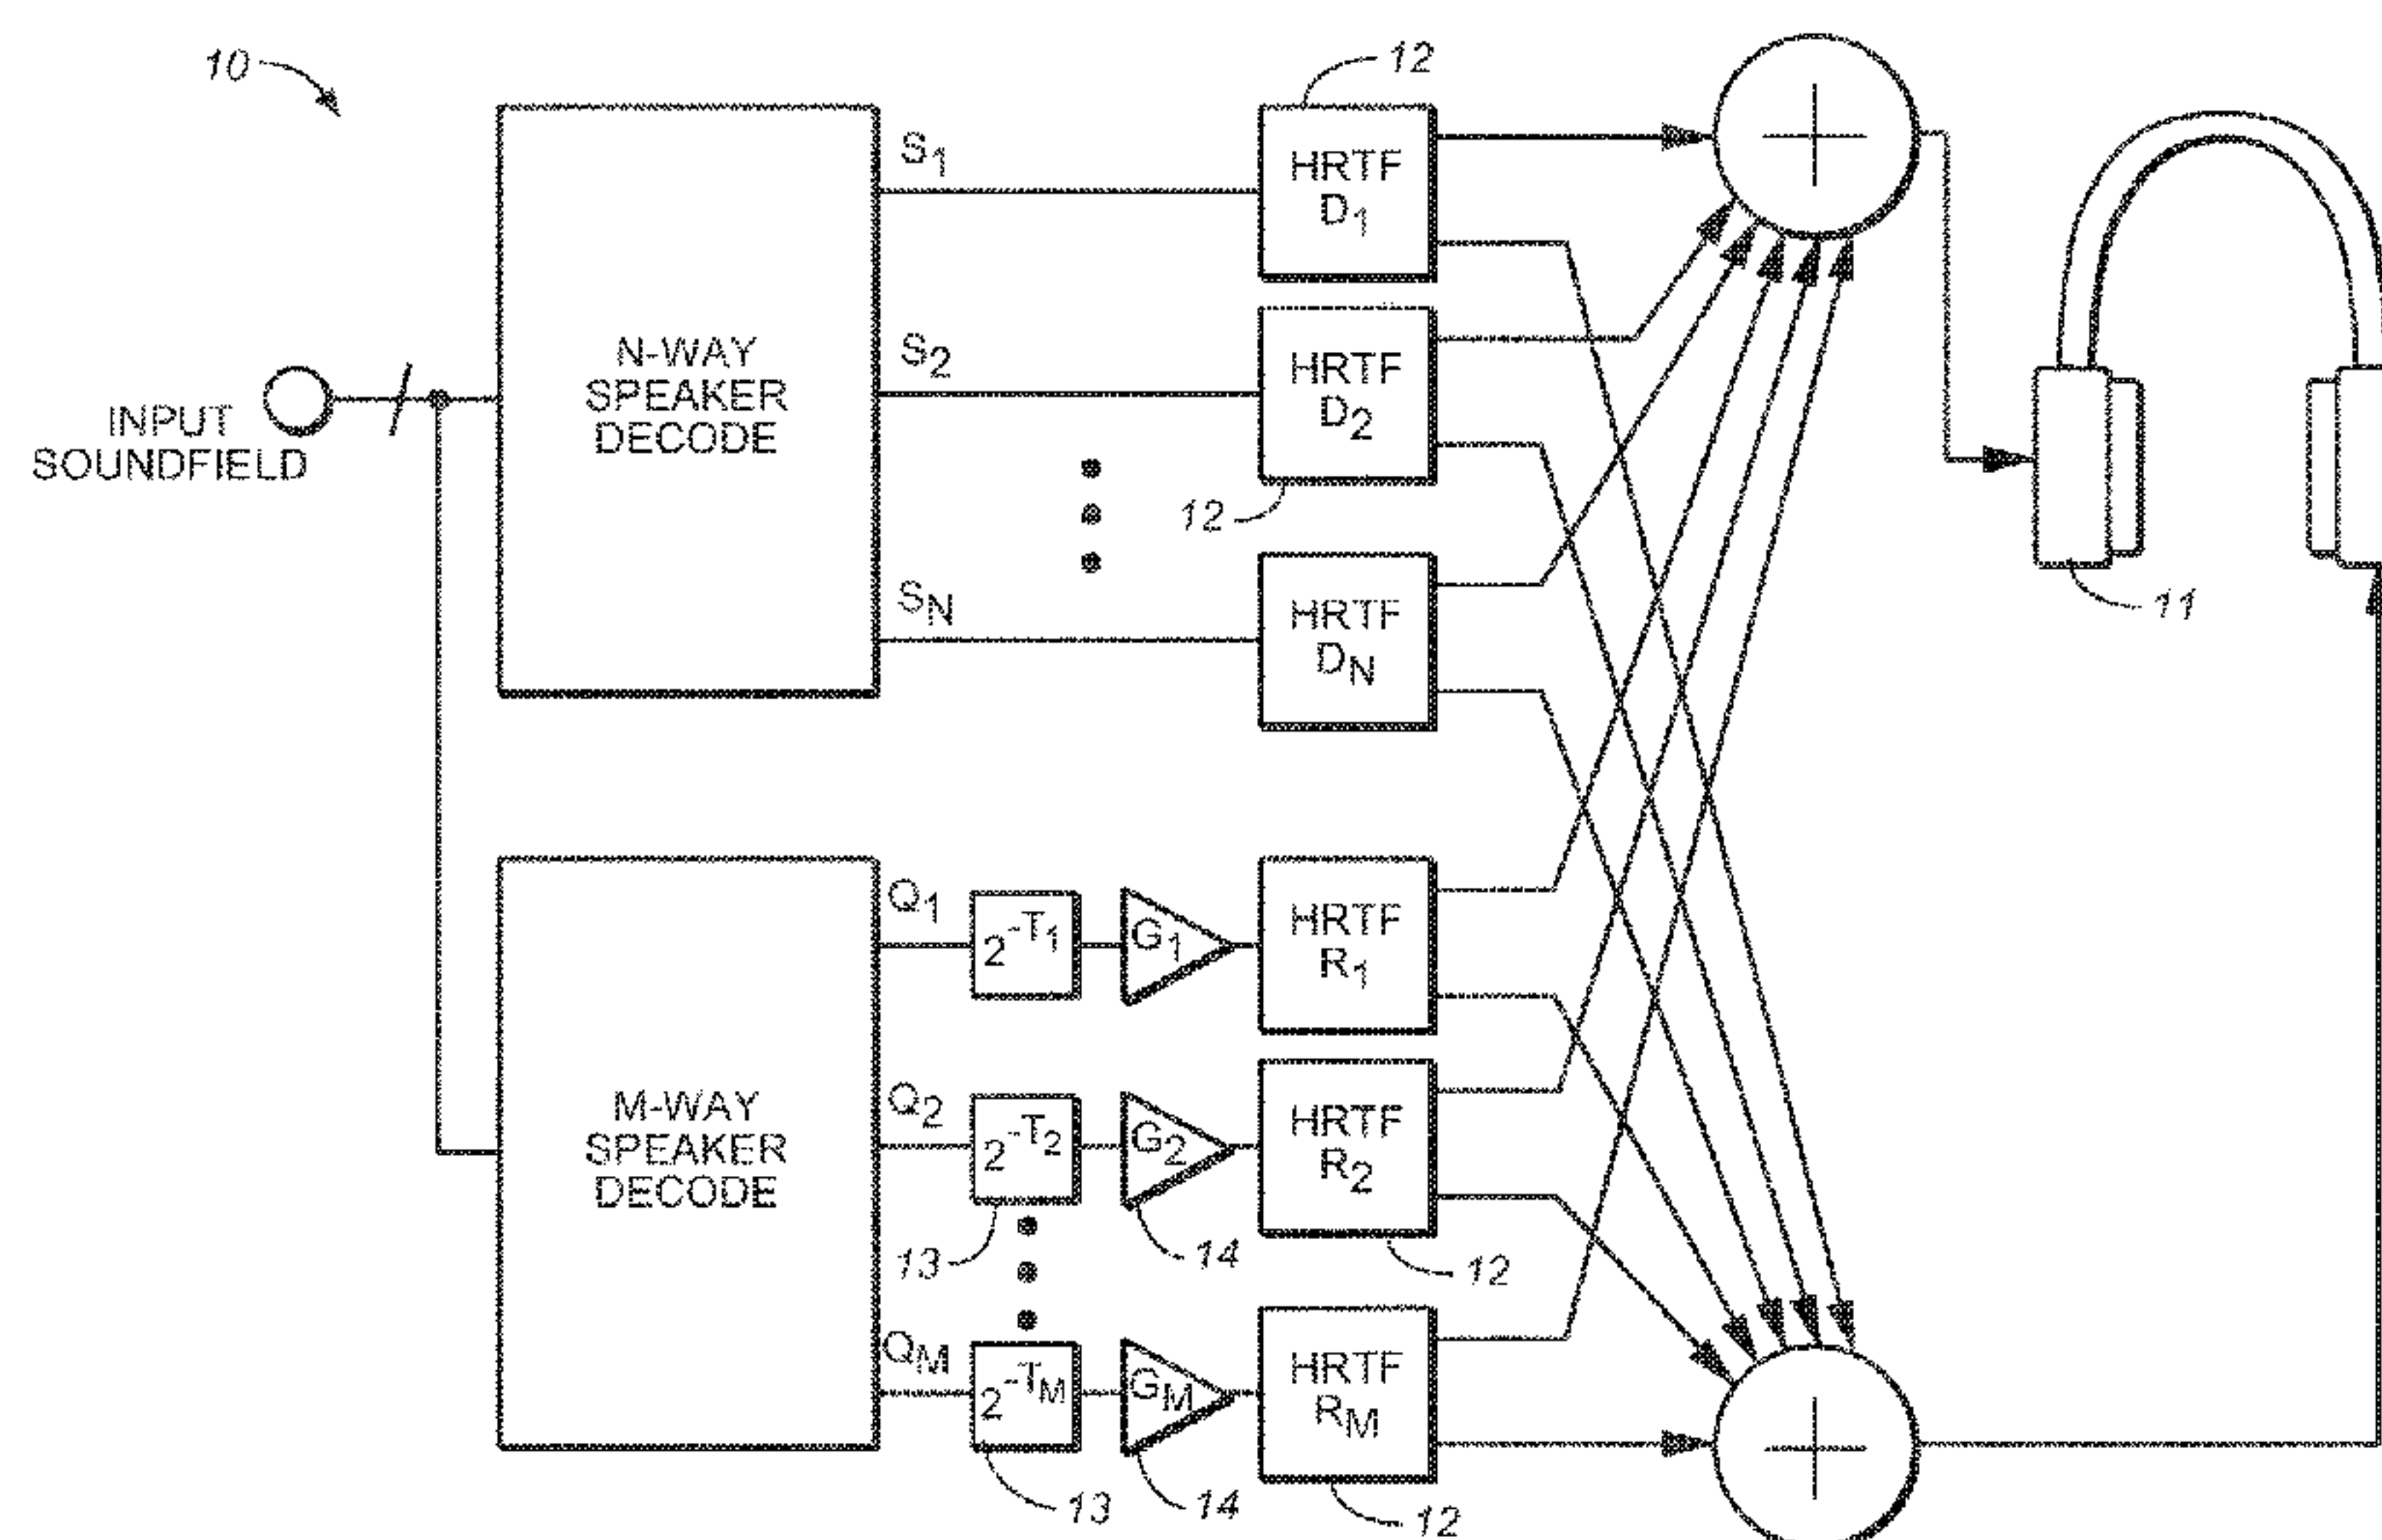 10
INPUT
SOUNDFIELD
N-WAY
SPEAKER
DECODE
S1
S2
SN
12
HRTF
D1
HRTF
D2
12
HRTF
DN
+
11
M-WAY
SPEAKER
DECODE
Q1
2-T1
G1
HRTF
R1
Q2
2-T2
G2
HRTF
R2
13
14
12
QM
2-TM
GM
HRTF
RM
13
14
12
+